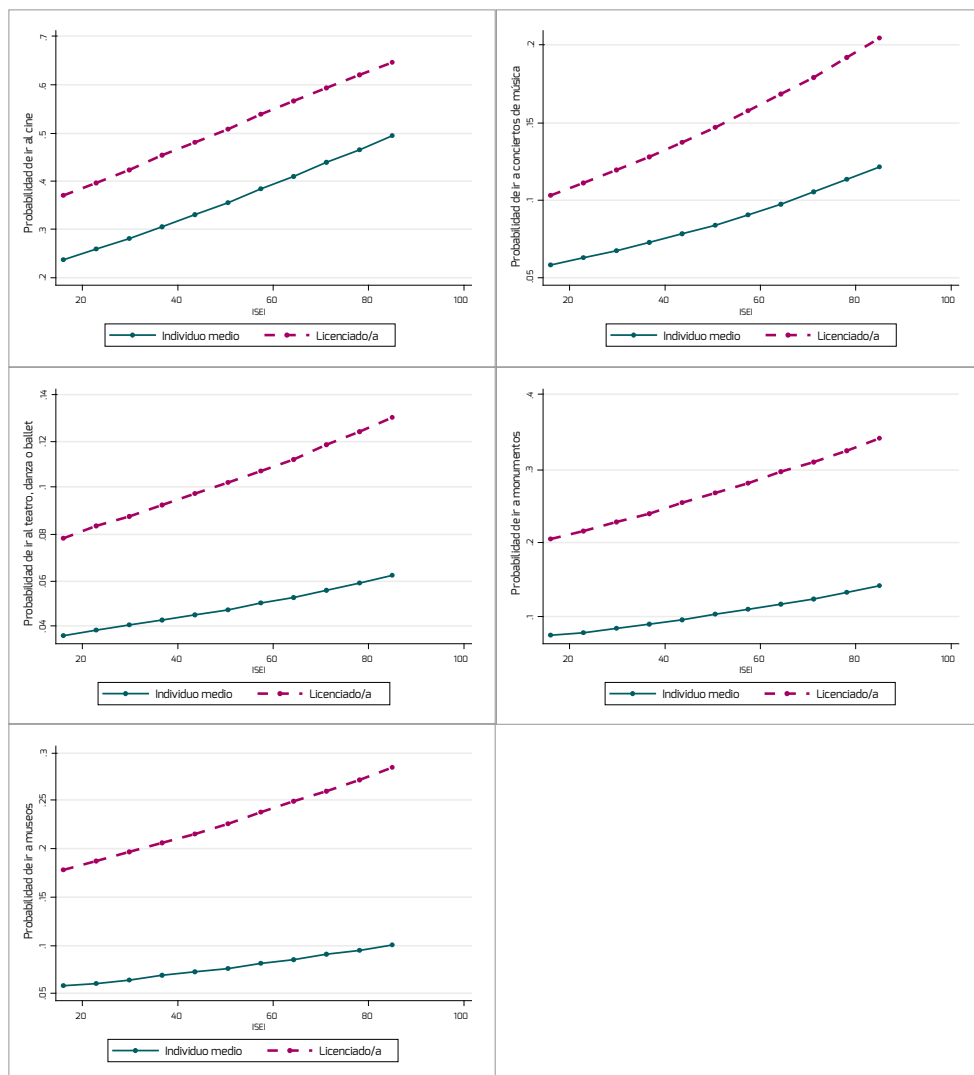 Probabilidad de ir al cine
.7
.6
.5
.4
.3
.2
20 40 60 80 100
ISEI
Individuo medio Licenciado/a
Probabilidad de ir a conciertos de música
.2
.15
.1
.05
20 40 60 80 100
ISEI
Individuo medio Licenciado/a
Probabilidad de ir al teatro, danza o ballet
.14
.12
.1
.08
.06
.04
20 40 60 80 100
ISEI
Individuo medio Licenciado/a
Probabilidad de ir a monumentos
.4
.3
.2
.1
20 40 60 80 100
ISEI
Individuo medio Licenciado/a
Probabilidad de ir a museos
.3
.25
.2
.15
.1
.05
20 40 60 80 100
ISEI
Individuo medio Licenciado/a